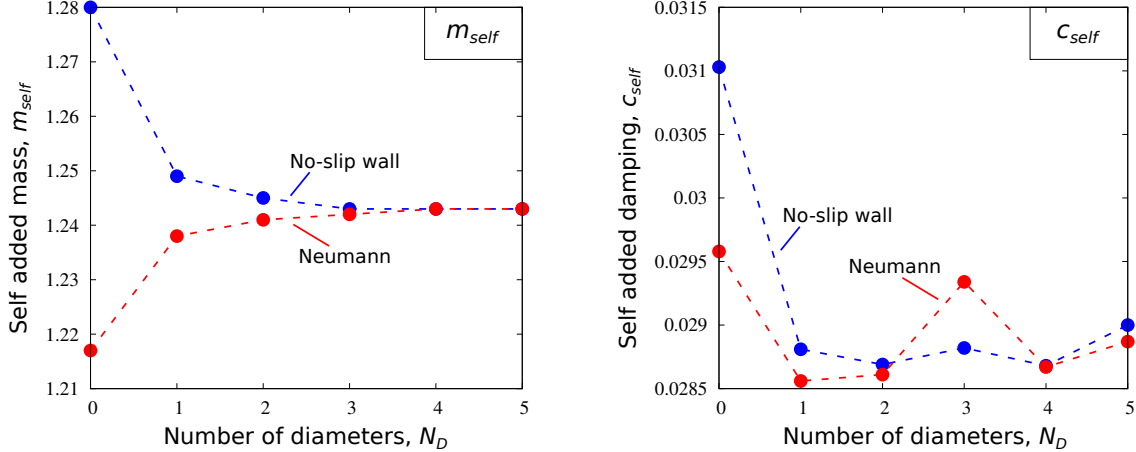 1.28
1.27
1.26
1.25
1.24
1.23
1.22
1.21
0
1
2
3
4
5
Self added mass, m_self
Number of diameters, N_D
m_self
No-slip wall
Neumann
0.0315
0.031
0.0305
0.03
0.0295
0.029
0.0285
0
1
2
3
4
5
Self added damping, c_self
Number of diameters, N_D
c_self
No-slip wall
Neumann